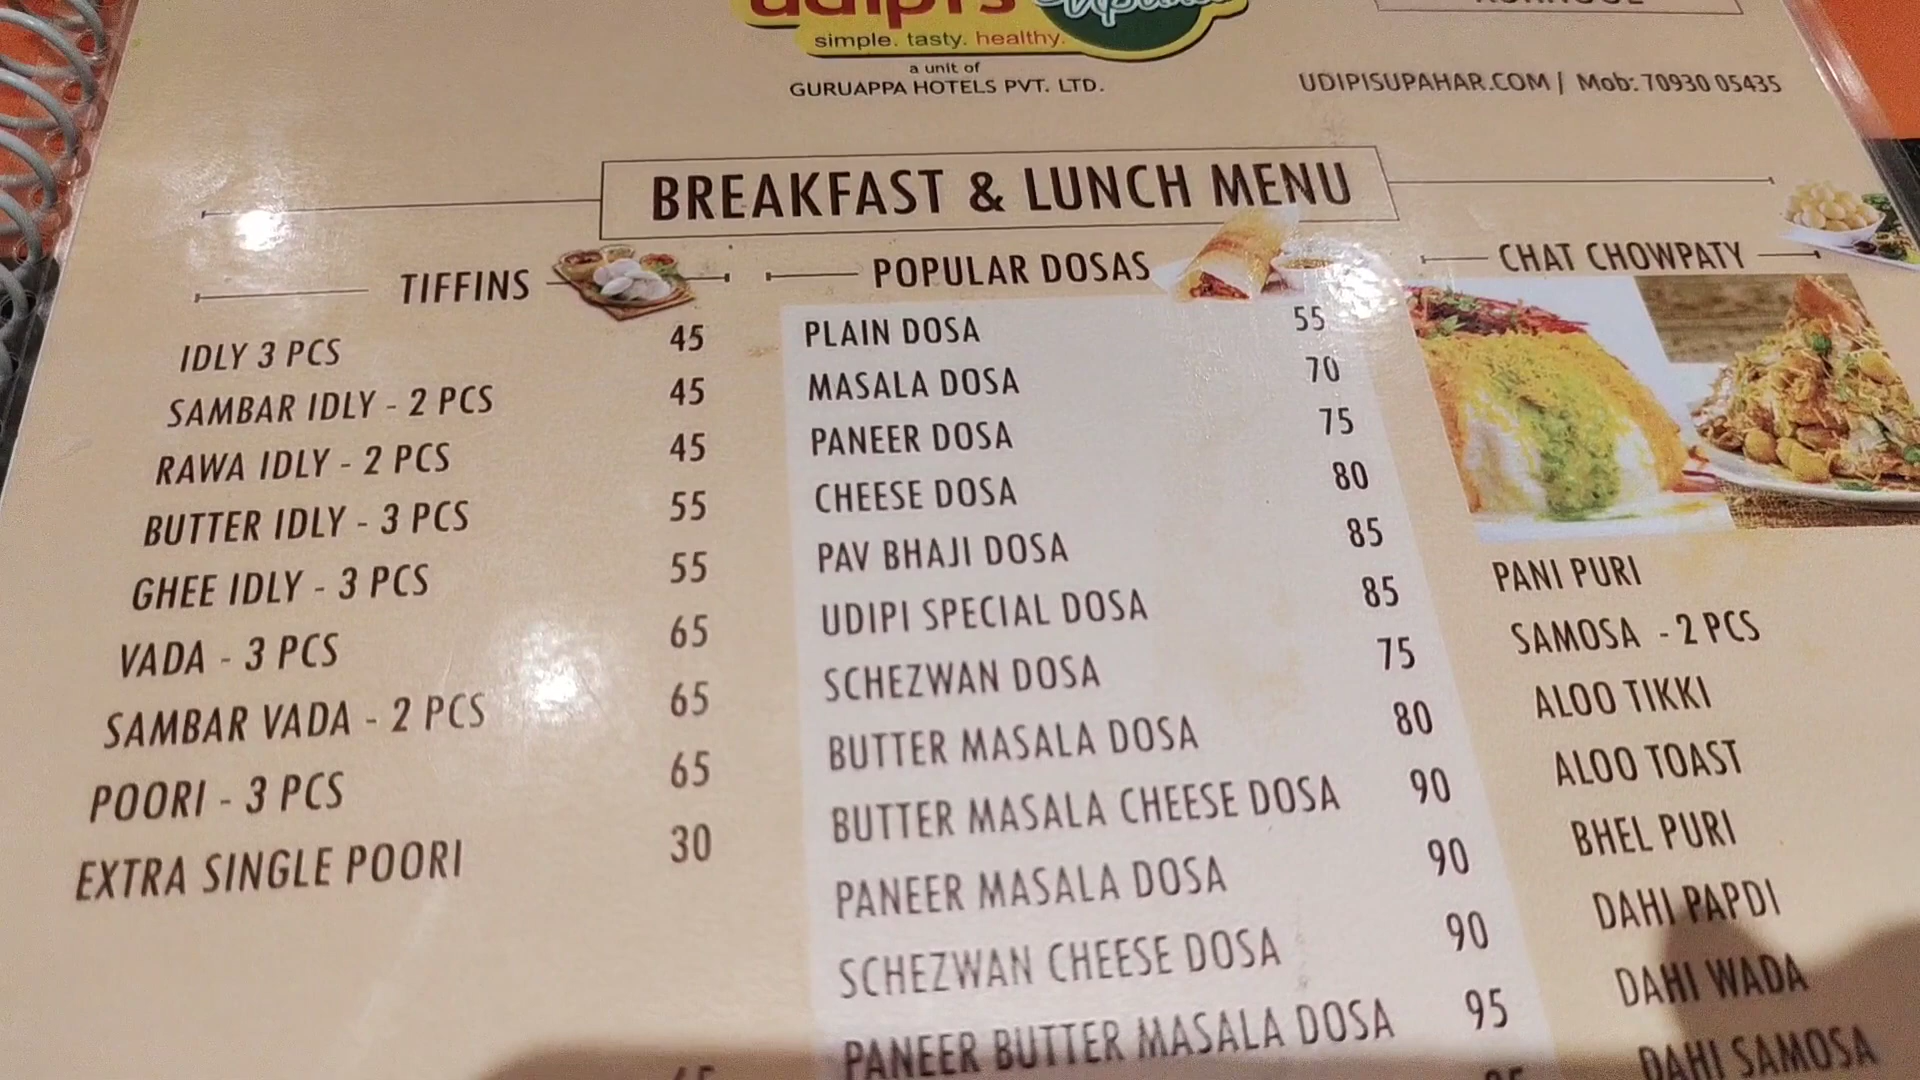 udipi's
simple. tasty. healthy.
a unit of
GURUAPPA HOTELS PVT. LTD.
UDIPISUPAHAR.COM / Mob: 70930 05435
BREAKFAST & LUNCH MENU
TIFFINS
IDLY 3 PCS 45
SAMBAR IDLY - 2 PCS 45
RAWA IDLY - 2 PCS 45
BUTTER IDLY - 3 PCS 55
GHEE IDLY - 3 PCS 55
VADA - 3 PCS 65
SAMBAR VADA - 2 PCS 65
POORI - 3 PCS 65
EXTRA SINGLE POORI 30
POPULAR DOSAS
PLAIN DOSA 55
MASALA DOSA 70
PANEER DOSA 75
CHEESE DOSA 80
PAV BHAJI DOSA 85
UDIPI SPECIAL DOSA 85
SCHEZWAN DOSA 75
BUTTER MASALA DOSA 80
BUTTER MASALA CHEESE DOSA 90
PANEER MASALA DOSA 90
SCHEZWAN CHEESE DOSA 90
PANEER BUTTER MASALA DOSA 95
CHAT CHOWPATY
PANI PURI
SAMOSA - 2 PCS
ALOO TIKKI
ALOO TOAST
BHEL PURI
DAHI PAPDI
DAHI WADA
DAHI SAMOSA